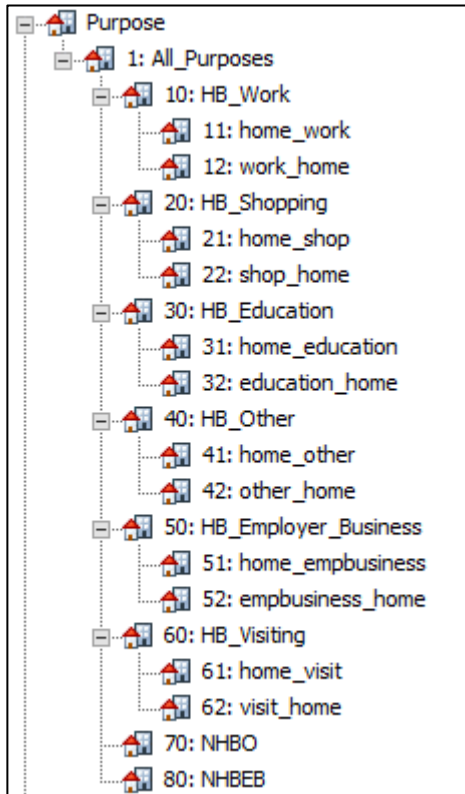 Purpose
1: All_Purposes
10: HB_Work
11: home_work
12: work_home
20: HB_Shopping
21: home_shop
22: shop_home
30: HB_Education
31: home_education
32: education_home
40: HB_Other
41: home_other
42: other_home
50: HB_Employer_Business
51: home_empbusiness
52: empbusiness_home
60: HB_Visiting
61: home_visit
62: visit_home
70: NHBO
80: NHBEB